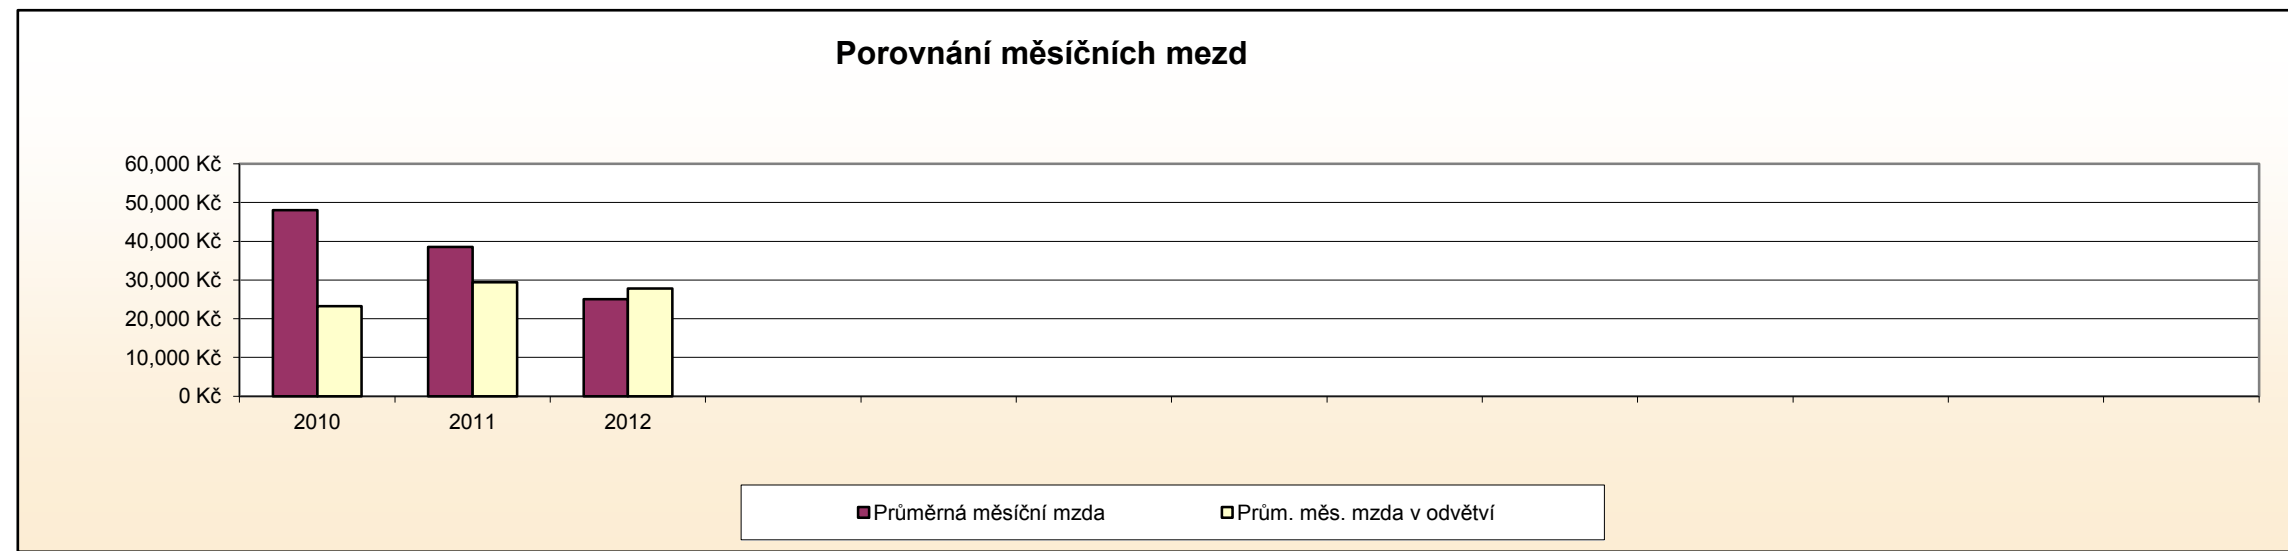 Porovnání měsíčních mezd
60,000 Kč
50,000 Kč
40,000 Kč
30,000 Kč
20,000 Kč
10,000 Kč
0 Kč
2010 2011 2012
Průměrná měsíční mzda Prům. měs. mzda v odvětví